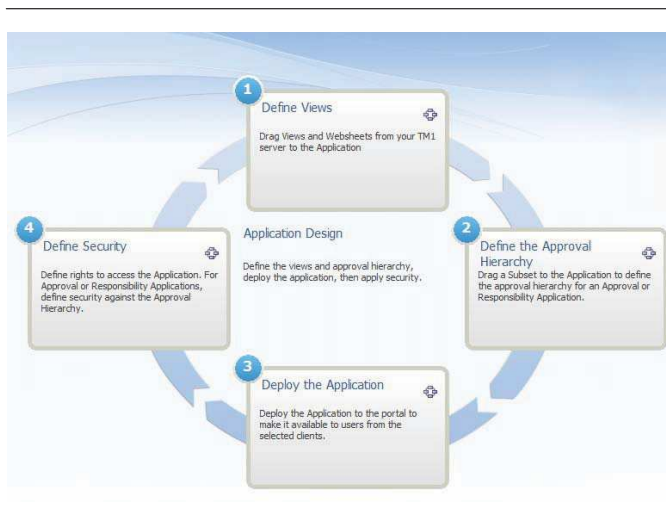 1
Define Views
Drag Views and Websheets from your TM1
server to the Application
2
Define the Approval
Hierarchy
Drag a Subset to the Application to define
the approval hierarchy for an Approval or
Responsibility Application.
3
Deploy the Application
Deploy the Application to the portal to
make it available to users from the
selected clients.
4
Define Security
Define rights to access the Application. For
Approval or Responsibility Applications,
define security against the Approval
Hierarchy.
Application Design
Define the views and approval hierarchy,
deploy the application, then apply security.